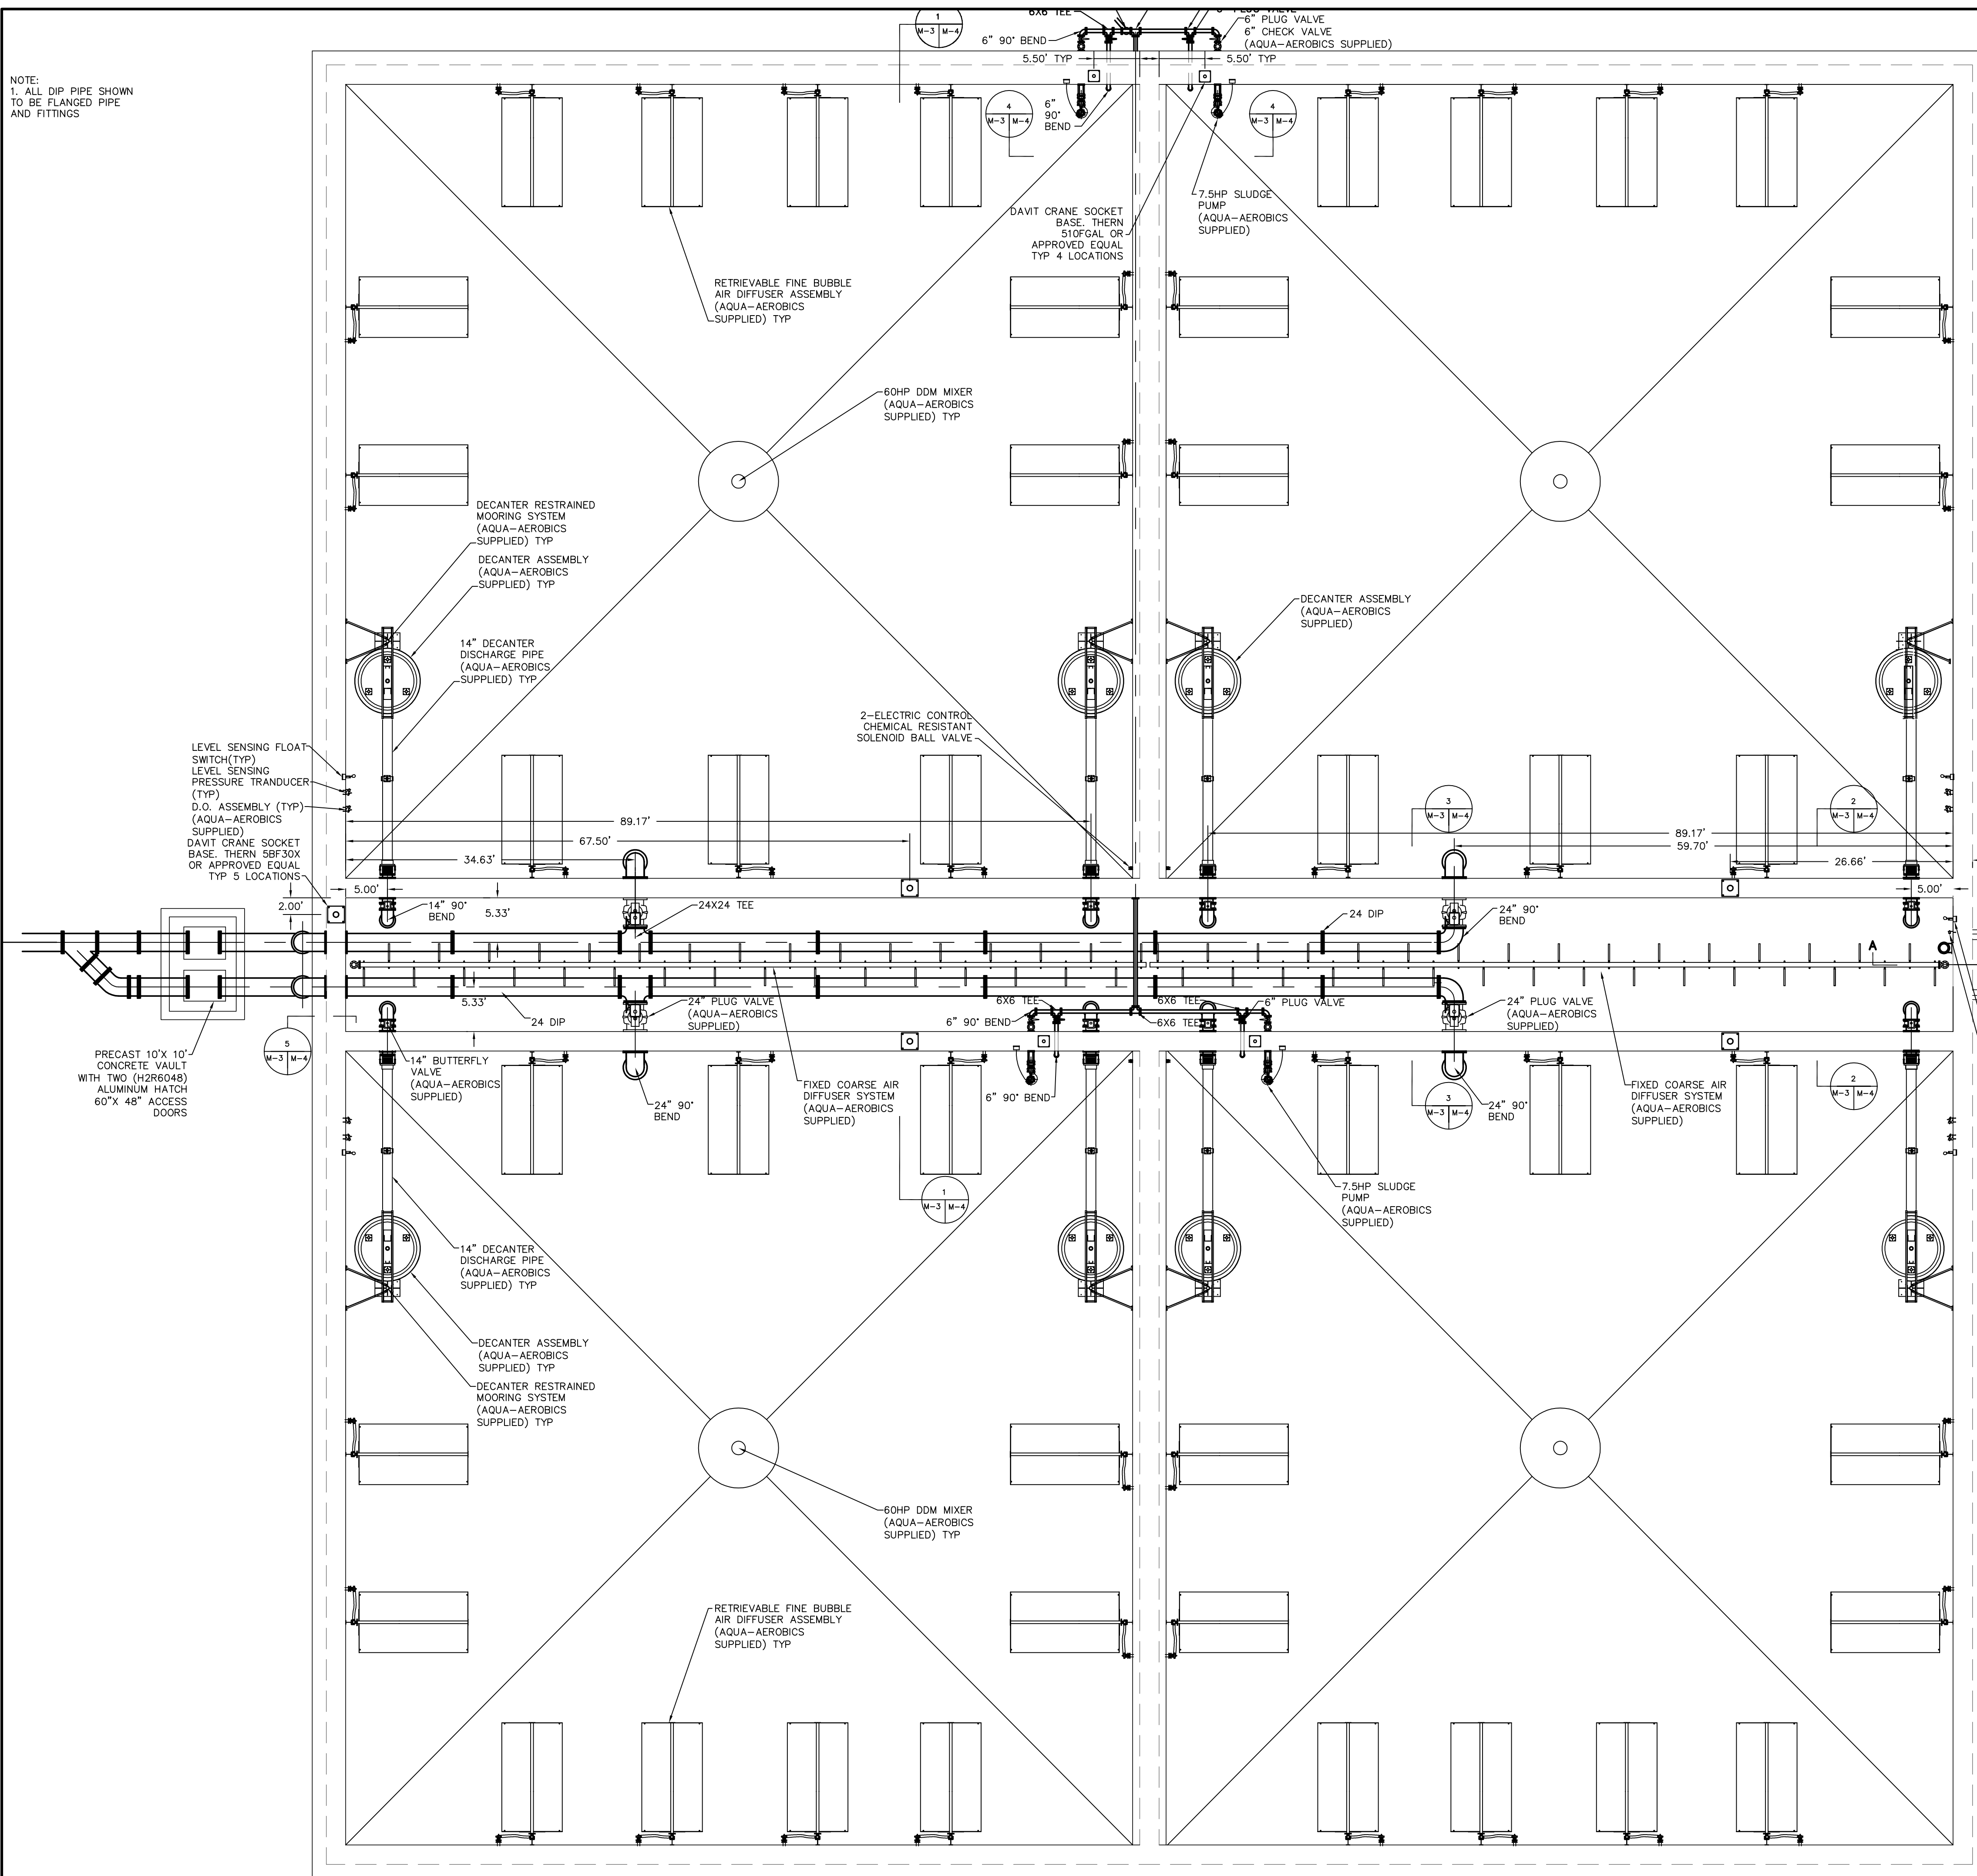 NOTE:
1. ALL DIP PIPE SHOWN
TO BE FLANGED PIPE
AND FITTINGS
1
M-3 M-4
6X6 TEE
6" 90° BEND
6" PLUG VALVE
6" CHECK VALVE
(AQUA-AEROBICS SUPPLIED)
5.50' TYP
5.50' TYP
4
M-3 M-4
6"
90°
BEND
4
M-3 M-4
7.5HP SLUDGE
PUMP
(AQUA-AEROBICS
SUPPLIED)
DAVIT CRANE SOCKET
BASE. THERN
510FGAL OR
APPROVED EQUAL
TYP 4 LOCATIONS
RETRIEVABLE FINE BUBBLE
AIR DIFFUSER ASSEMBLY
(AQUA-AEROBICS
SUPPLIED) TYP
60HP DDM MIXER
(AQUA-AEROBICS
SUPPLIED) TYP
DECANTER RESTRAINED
MOORING SYSTEM
(AQUA-AEROBICS
SUPPLIED) TYP
DECANTER ASSEMBLY
(AQUA-AEROBICS
SUPPLIED) TYP
DECANTER ASSEMBLY
(AQUA-AEROBICS
SUPPLIED)
14" DECANTER
DISCHARGE PIPE
(AQUA-AEROBICS
SUPPLIED) TYP
2-ELECTRIC CONTROL
CHEMICAL RESISTANT
SOLENOID BALL VALVE
LEVEL SENSING FLOAT
SWITCH(TYP)
LEVEL SENSING
PRESSURE TRANDUCER
(TYP)
D.O. ASSEMBLY (TYP)
(AQUA-AEROBICS
SUPPLIED)
DAVIT CRANE SOCKET
BASE. THERN 5BF30X
OR APPROVED EQUAL
TYP 5 LOCATIONS
3
M-3 M-4
2
M-3 M-4
89.17'
67.50'
34.63'
89.17'
59.70'
26.66'
5.00'
5.00'
2.00'
5.33'
14" 90°
BEND
24X24 TEE
24 DIP
24" 90°
BEND
A
5.33'
24 DIP
24" PLUG VALVE
(AQUA-AEROBICS
SUPPLIED)
6X6 TEE
6X6 TEE
6" PLUG VALVE
6" 90° BEND
6X6 TEE
24" PLUG VALVE
(AQUA-AEROBICS
SUPPLIED)
5
M-3 M-4
PRECAST 10'X 10'
CONCRETE VAULT
WITH TWO (H2R6048)
ALUMINUM HATCH
60"X 48" ACCESS
DOORS
14" BUTTERFLY
VALVE
(AQUA-AEROBICS
SUPPLIED)
24" 90°
BEND
FIXED COARSE AIR
DIFFUSER SYSTEM
(AQUA-AEROBICS
SUPPLIED)
6" 90° BEND
3
M-3 M-4
24" 90°
BEND
FIXED COARSE AIR
DIFFUSER SYSTEM
(AQUA-AEROBICS
SUPPLIED)
2
M-3 M-4
1
M-3 M-4
7.5HP SLUDGE
PUMP
(AQUA-AEROBICS
SUPPLIED)
14" DECANTER
DISCHARGE PIPE
(AQUA-AEROBICS
SUPPLIED) TYP
DECANTER ASSEMBLY
(AQUA-AEROBICS
SUPPLIED) TYP
DECANTER RESTRAINED
MOORING SYSTEM
(AQUA-AEROBICS
SUPPLIED) TYP
60HP DDM MIXER
(AQUA-AEROBICS
SUPPLIED) TYP
RETRIEVABLE FINE BUBBLE
AIR DIFFUSER ASSEMBLY
(AQUA-AEROBICS
SUPPLIED) TYP